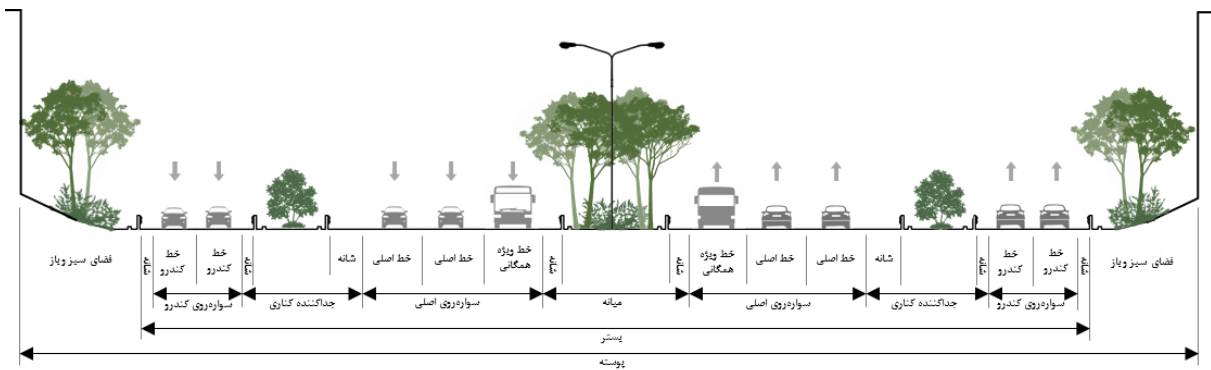 فضای سبز ویاز
شانه
خط
کندرو
خط
کندرو
شانه
شانه
خط اصلی
خط اصلی
خط ویژه
همگانی
شانه
شانه
خط ویژه
همگانی
خط اصلی
خط اصلی
شانه
شانه
خط
کندرو
خط
کندرو
شانه
فضای سبز ویاز
سواره‌روی کندرو
جداکننده کناری
سواره‌روی اصلی
میانه
سواره‌روی اصلی
جداکننده کناری
سواره‌روی کندرو
بستر
پوسته